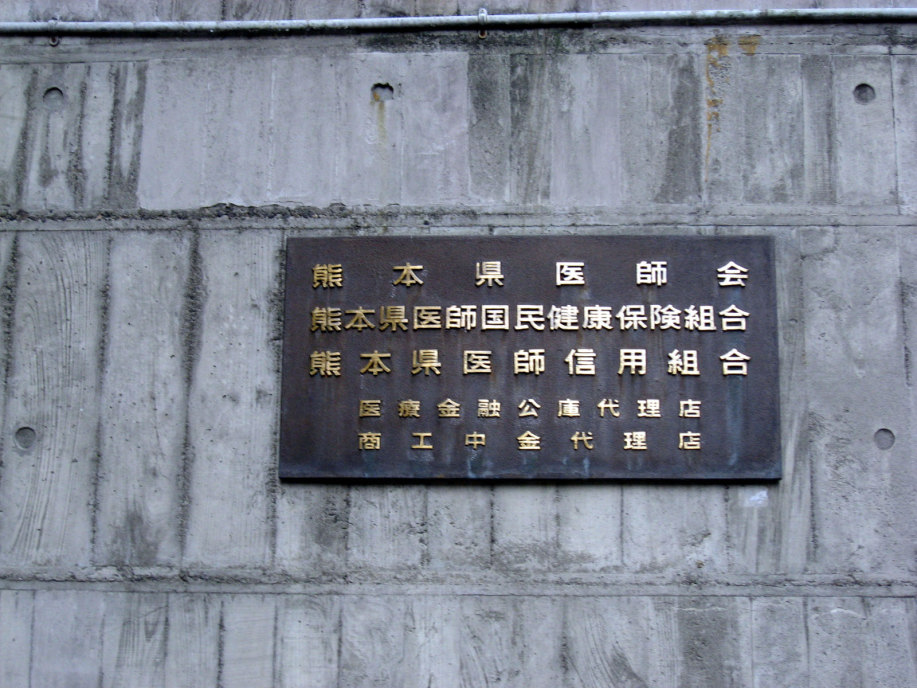 熊本県医師会
熊本県医師国民健康保険組合
熊本県医師信用組合
医療金融公庫代理店
商工中金代理店